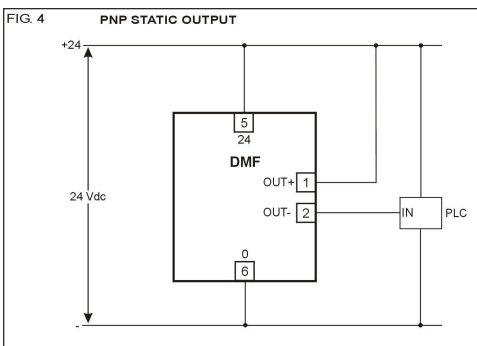 FIG. 4 PNP STATIC OUTPUT
+24
5
24
DMF
OUT+ 1
24 Vdc
OUT- 2 IN PLC
0
6
-